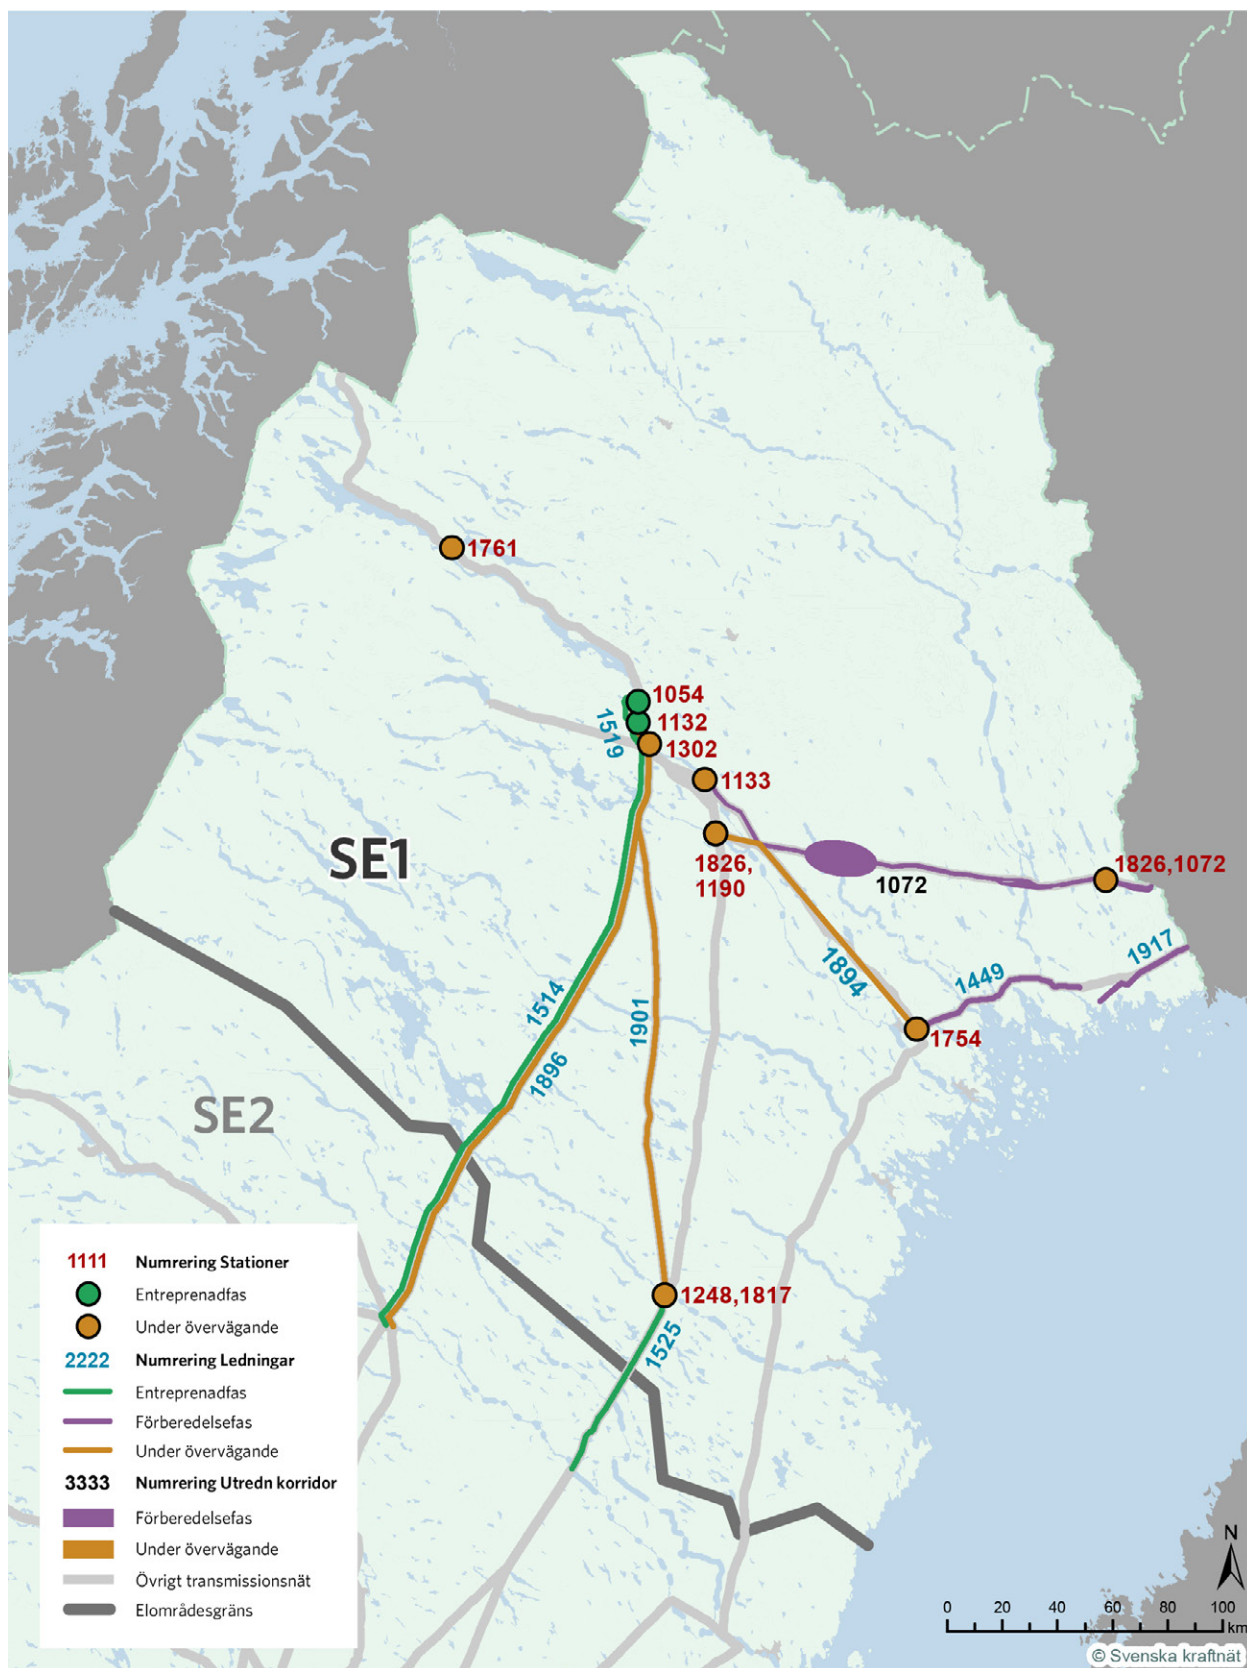 1761
1054
1132
1519
1302
1133
SE1
1826,
1190
1072
1826,1072
1917
1449
1894
1754
1514
1901
1896
SE2
1248,1817
1525
1111 Numrering Stationer
Entreprenadfas
Under övervägande
2222 Numrering Ledningar
Entreprenadfas
Förberedelsefas
Under övervägande
3333 Numrering Utredn korridor
Förberedelsefas
Under övervägande
Övrigt transmissionsnät
Elområdesgräns
N
0 20 40 60 80 100
km
© Svenska kraftnät